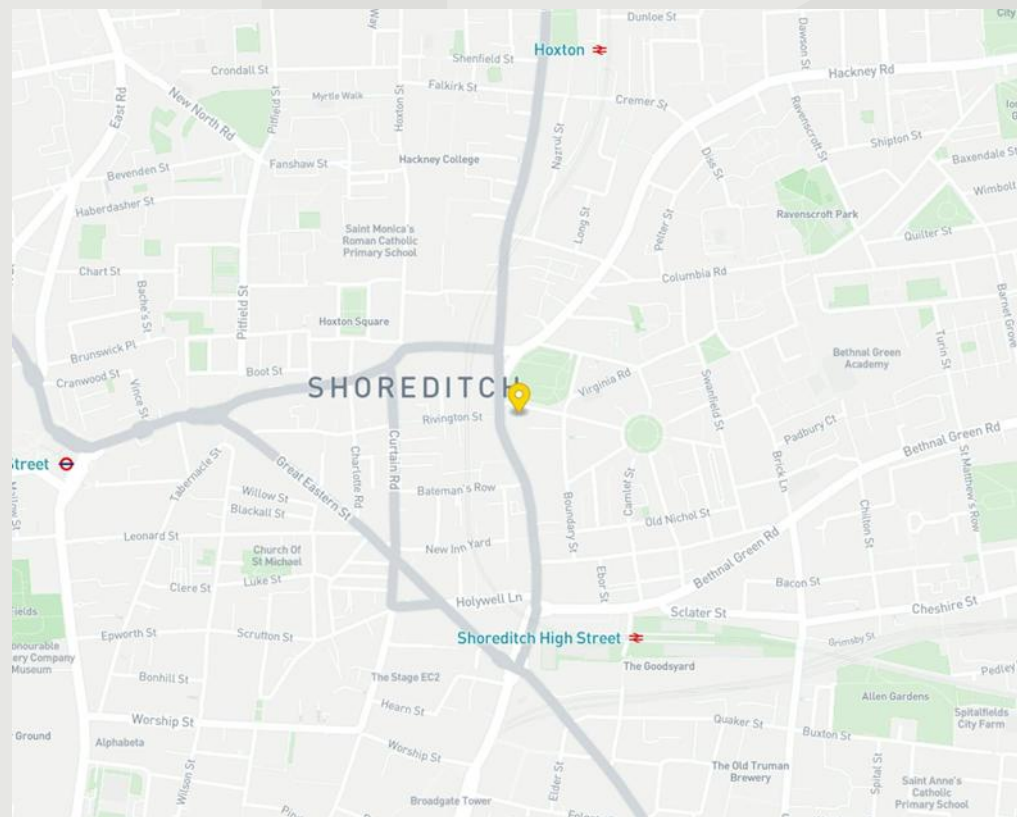 Way
Dunloe St
City
Hoxton
Shenfield St
Dawson St
Crondall St
Hackney Rd
Falkirk St
Myrtle Walk
Cremer St
East Rd
New North Rd
Pitfield St
Hoxton St
Nazrul St
Ravenscroft St
Shipton St
Diss St
Baxendale St
Bevenden St
Fanshaw St
Hackney College
Wimbolt
Haberdasher St
Long St
Pelter St
Ravenscroft Park
Saint Monica's
Roman Catholic
Primary School
Quilter St
Chart St
Columbia Rd
Bache's St
Pitfield St
Barnet Grove
Hoxton Square
Turin St
Brunswick Pl
Bethnal Green
Academy
Boot St
Cranwood St
SHOREDITCH
Virginia Rd
Vince St
Swanfield St
Rivington St
Padbury Ct
Bethnal Green Rd
Street
Tabernacle St
Curtain Rd
Charlotte Rd
Great Eastern St
Brick Ln
St Matthew's Row
Willow St
Bateman's Row
Camlet St
Blackall St
Boundary St
Old Nichol St
Chilton St
Leonard St
New Inn Yard
Church Of
St Michael
Bethnal Green Rd
Clere St
Luke St
Ebor St
Bacon St
Holywell Ln
Cheshire St
Sclater St
Epworth St
Scrutton St
Shoreditch High Street
Grimsby St
Museum
The Goodsyard
Pedley
Bonhill St
The Stage EC2
Allen Gardens
Hearn St
Spitalfields
City Farm
Worship St
Quaker St
Ground
Buxton St
Alphabeta
Worship St
The Old Truman
Brewery
Wilson St
Elder St
Spital St
Saint Anne's
Catholic
Primary School
Broadgate Tower